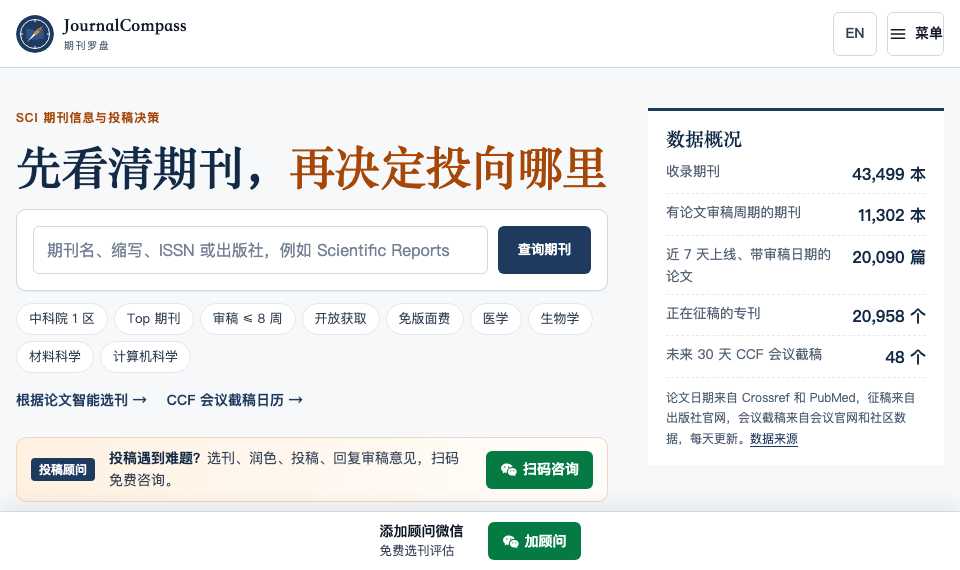 JournalCompass
期刊罗盘
EN
菜单
SCI 期刊信息与投稿决策
先看清期刊，再决定投向哪里
期刊名、缩写、ISSN 或出版社，例如 Scientific Reports
查询期刊
中科院 1 区
Top 期刊
审稿 ≤ 8 周
开放获取
免版面费
医学
生物学
材料科学
计算机科学
根据论文智能选刊 →
CCF 会议截稿日历 →
投稿顾问
投稿遇到难题？选刊、润色、投稿、回复审稿意见，扫码
免费咨询。
扫码咨询
数据概况
收录期刊
43,499 本
有论文审稿周期的期刊
11,302 本
近 7 天上线、带审稿日期的
论文
20,090 篇
正在征稿的专刊
20,958 个
未来 30 天 CCF 会议截稿
48 个
论文日期来自 Crossref 和 PubMed，征稿来自
出版社官网，会议截稿来自会议官网和社区数
据，每天更新。数据来源
添加顾问微信
免费选刊评估
加顾问